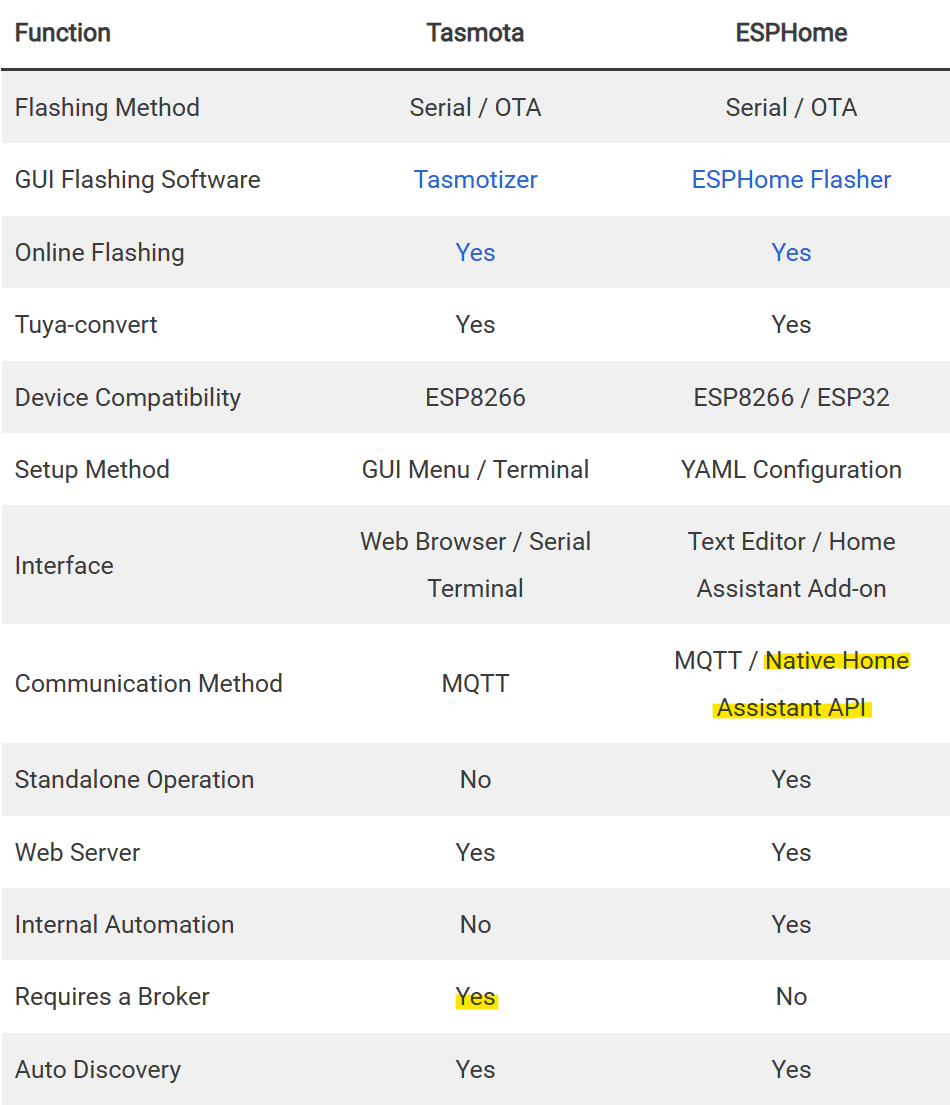 Function Tasmota ESPHome
Flashing Method Serial / OTA Serial / OTA
GUI Flashing Software Tasmotizer ESPHome Flasher
Online Flashing Yes Yes
Tuya-convert Yes Yes
Device Compatibility ESP8266 ESP8266 / ESP32
Setup Method GUI Menu / Terminal YAML Configuration
Interface Web Browser / Serial Text Editor / Home
Terminal Assistant Add-on
Communication Method MQTT MQTT / Native Home
Assistant API
Standalone Operation No Yes
Web Server Yes Yes
Internal Automation No Yes
Requires a Broker Yes No
Auto Discovery Yes Yes